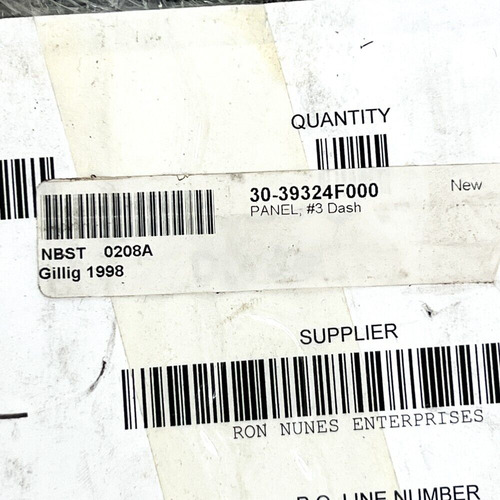 QUANTITY
30-39324F000
New
PANEL, #3 Dash
NBST 0208A
Gillig 1998
SUPPLIER
RON NUNES ENTERPRISES
P.O. LINE NUMBER